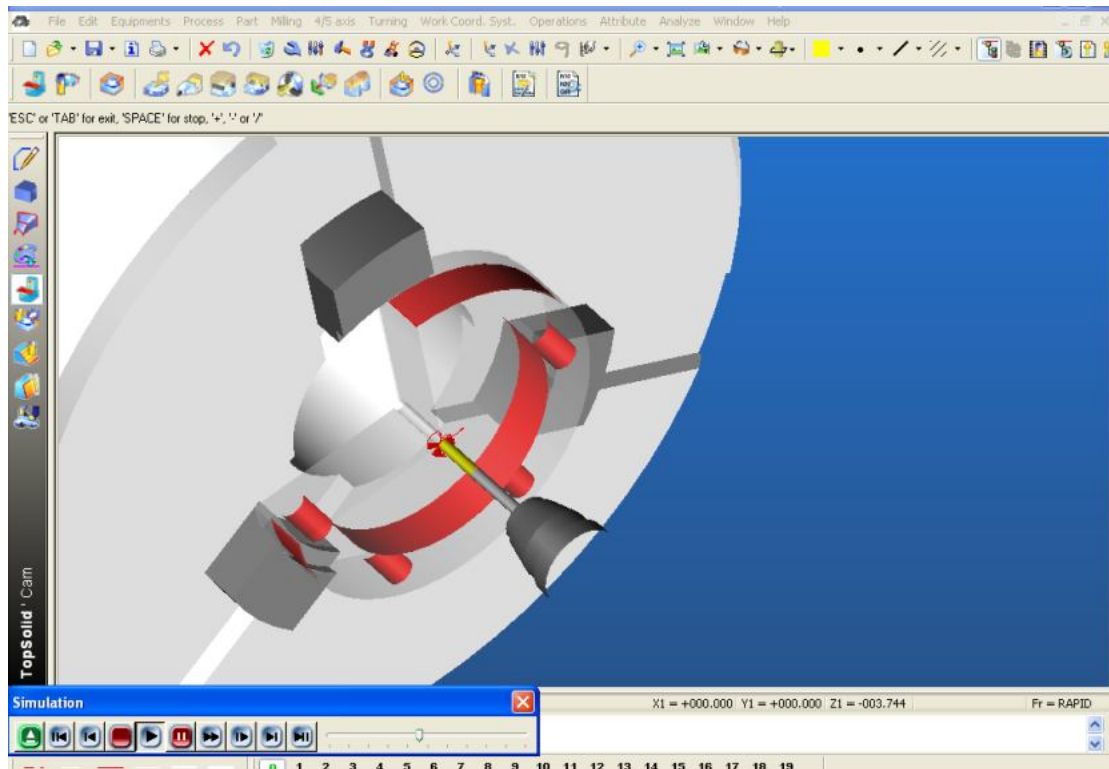 File Edit Equipments Process Part Milling 4/5 axis Turning Work Coord. Syst. Operations Attribute Analyze Window Help
'ESC' or 'TAB' for exit, 'SPACE' for stop, '+', '-' or '/'
TopSolid'Cam
Simulation
X1 = +000.000 Y1 = +000.000 Z1 = -003.744 Fr = RAPID
0 1 2 3 4 5 6 7 8 9 10 11 12 13 14 15 16 17 18 19